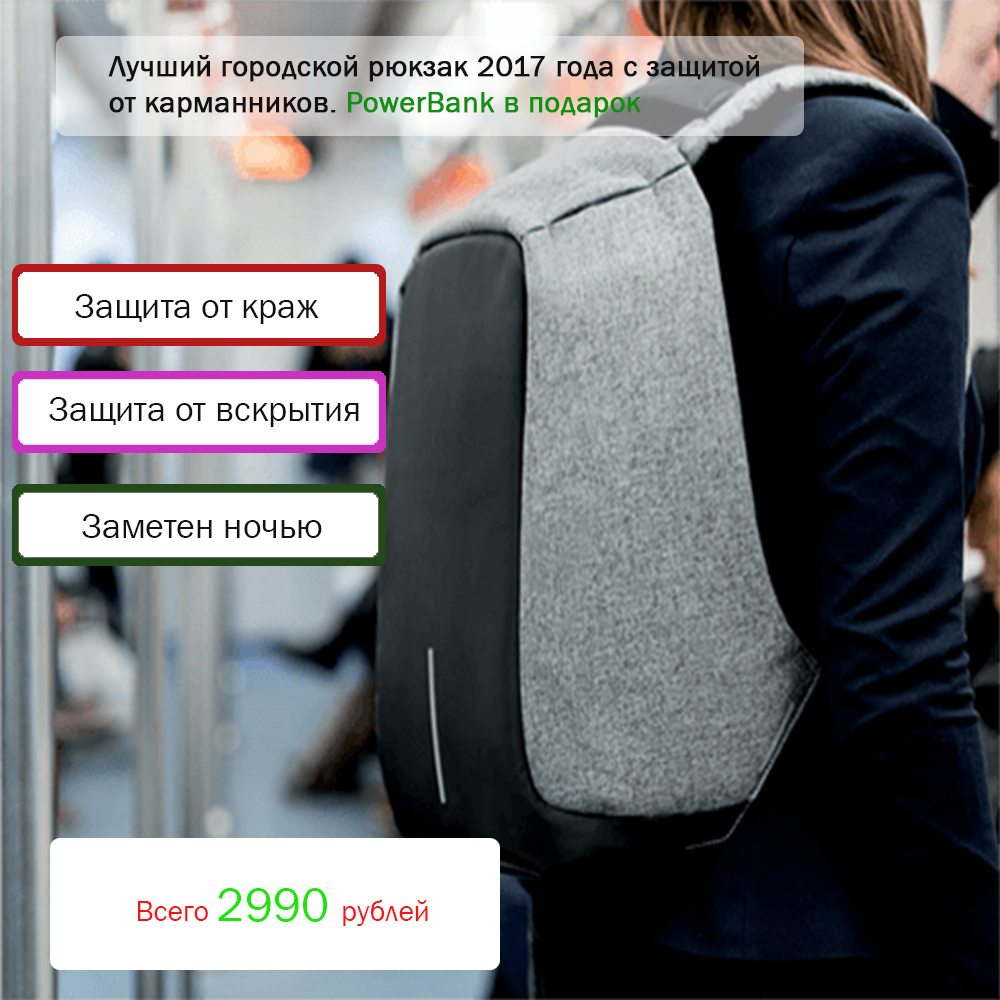 Лучший городской рюкзак 2017 года с защитой
от карманников. PowerBank в подарок
Защита от краж
Защита от вскрытия
Заметен ночью
Всего 2990 рублей